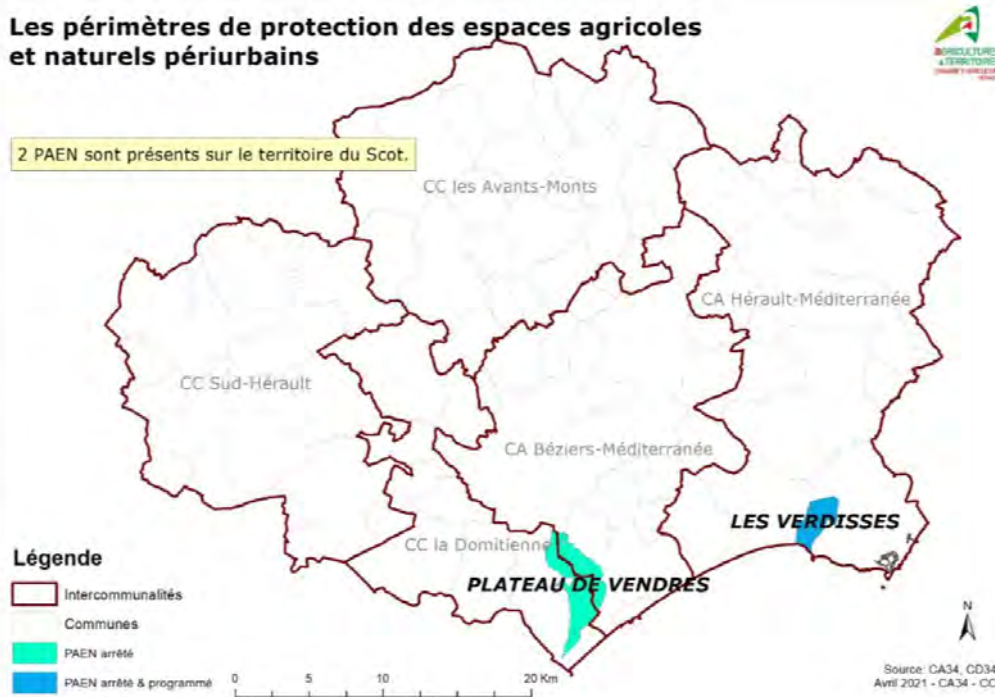 Les périmètres de protection des espaces agricoles
et naturels périurbains
AGRICULTURES
& TERRITOIRES
2 PAEN sont présents sur le territoire du Scot.
CC les Avants-Monts
CA Hérault-Méditerranée
CC Sud-Hérault
CA Béziers-Méditerranée
LES VERDISSES
CC la Domitienne
PLATEAU DE VENDRES
Légende
Intercommunalités
Communes
PAEN arrêté
PAEN arrêté & programmé
0 5 10 20 Km
N
Source: CA34, CD34
Avril 2021 - CA34 - CC